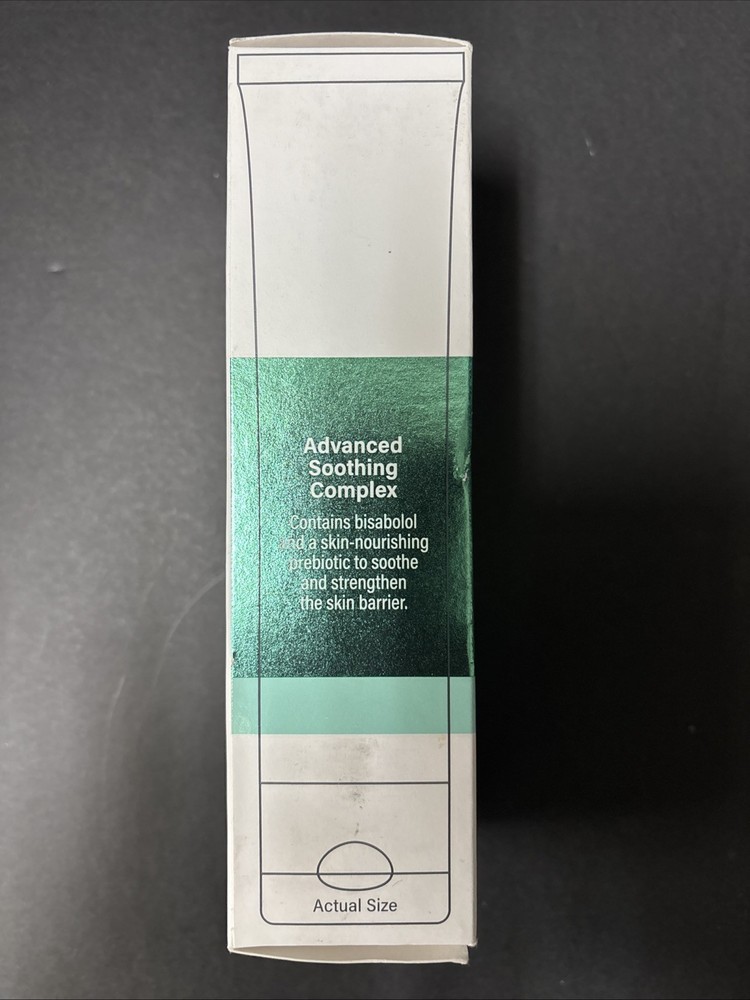 Advanced
Soothing
Complex
Contains bisabolol
and a skin-nourishing
prebiotic to soothe
and strengthen
the skin barrier.
Actual Size